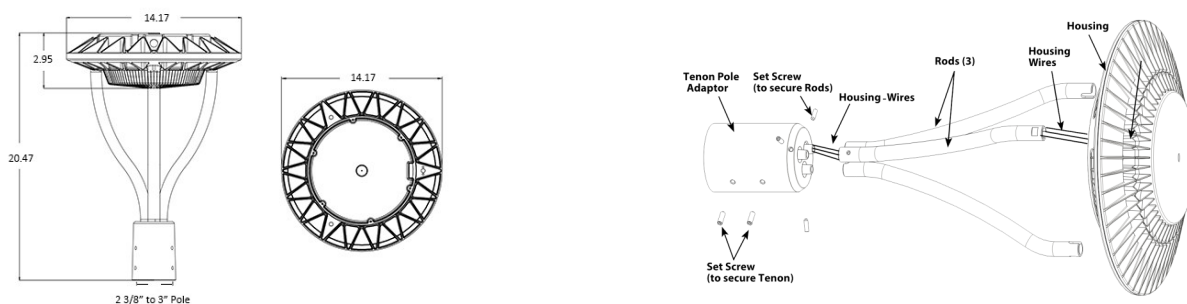 14.17
2.95
20.47
2 3/8" to 3" Pole
14.17
Tenon Pole
Adaptor
Set Screw
(to secure Rods)
Housing -Wires
Rods (3)
Housing
Wires
Housing
Set Screw
(to secure Tenon)